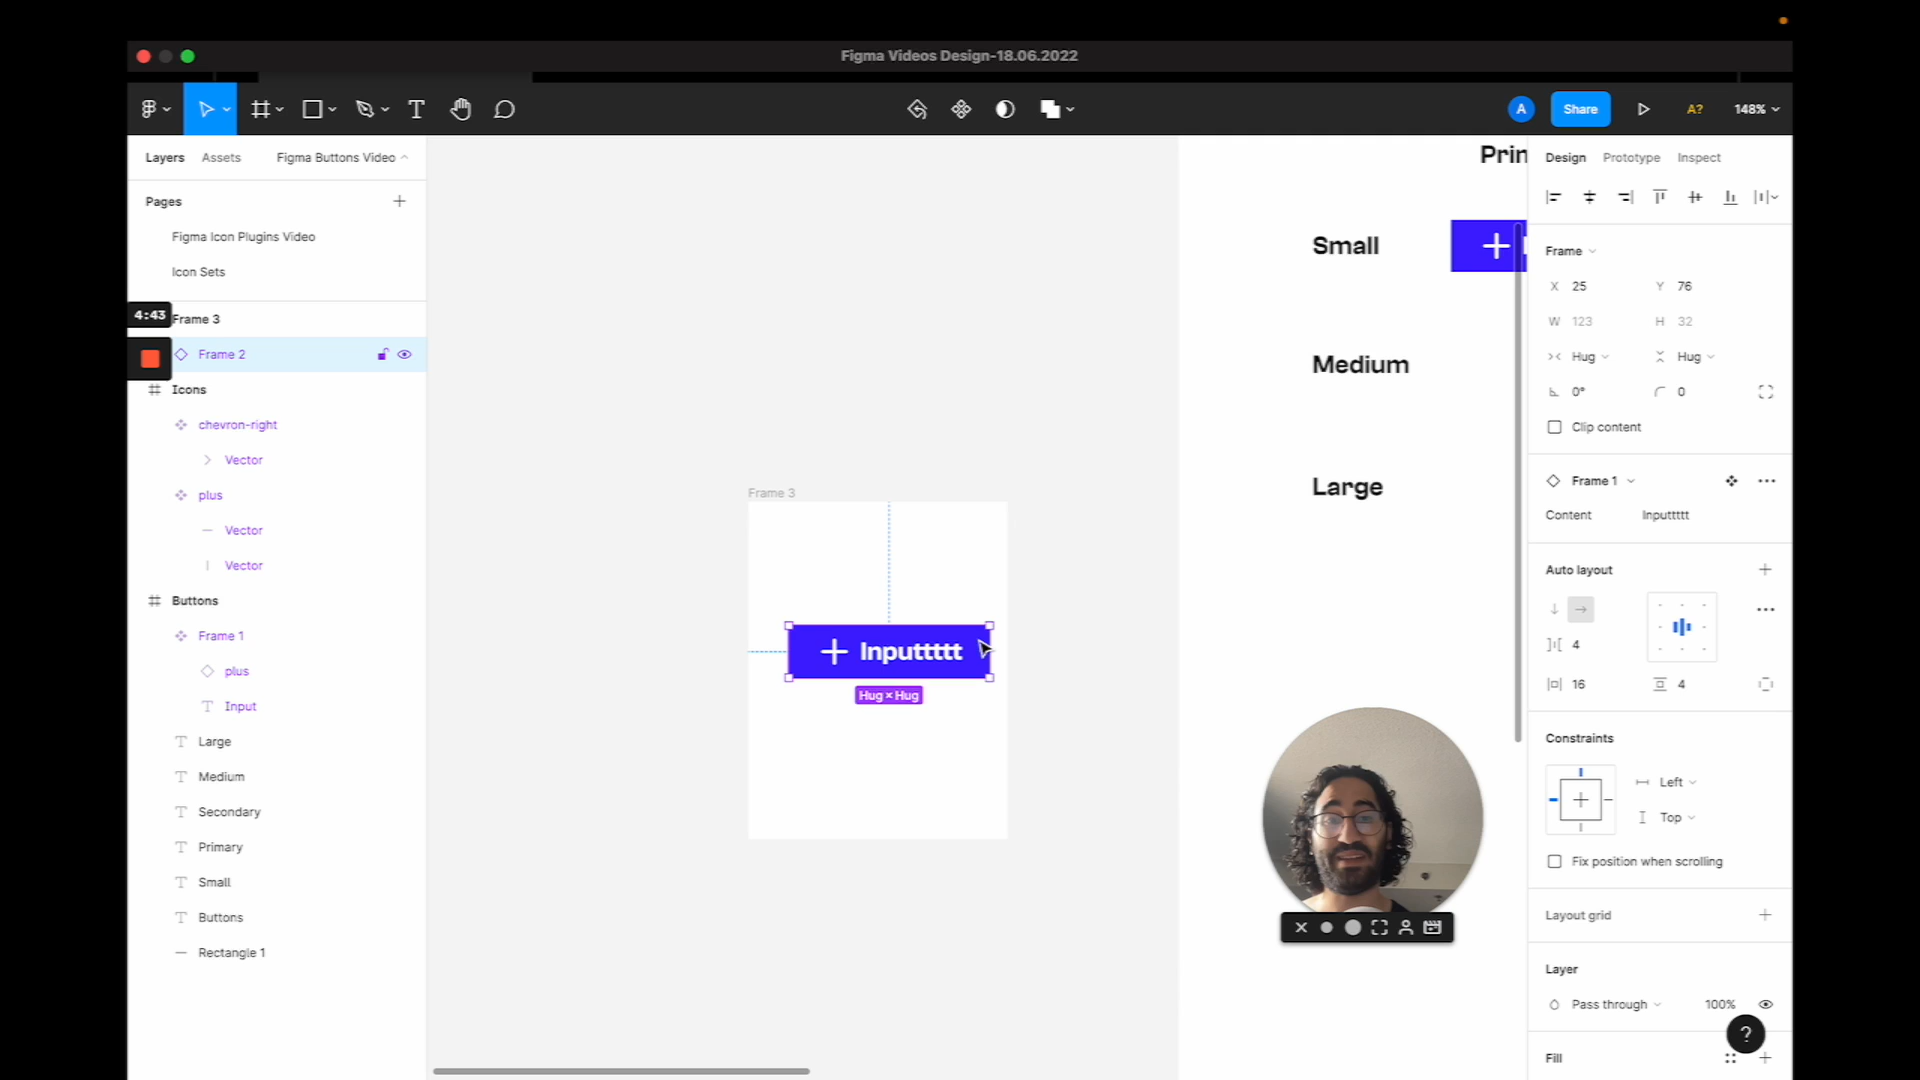 Figma Videos Design-18.06.2022
A
Share
A?
148%
Layers
Assets
Figma Buttons Video
Pages
Figma Icon Plugins Video
Icon Sets
4:43
Frame 3
Frame 2
Icons
chevron-right
Vector
plus
Vector
Vector
Buttons
Frame 1
plus
Input
Large
Medium
Secondary
Primary
Small
Buttons
Rectangle 1
Frame 3
Inputtttt
Hug × Hug
Prin
Small
Medium
Large
Design
Prototype
Inspect
Frame
X 25
Y 76
W 123
H 32
Hug
Hug
0°
0
Clip content
Frame 1
Content
Inputtttt
Auto layout
4
16
4
Constraints
Left
Top
Fix position when scrolling
Layout grid
Layer
Pass through
100%
?
Fill